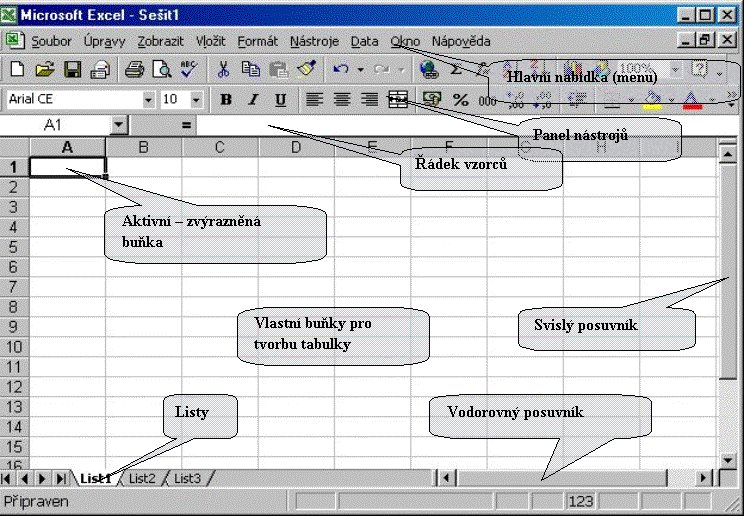 Microsoft Excel - Sešit1
Soubor Úpravy Zobrazit Vložit Formát Nástroje Data Okno Nápověda
100%
Hlavní nabídka (menu)
Arial CE 10 B I U % 000
A1 =
Panel nástrojů
Řádek vzorců
A B C D E F G H I
1
2
3
4
5
6
7
8
9
10
11
12
13
14
15
16
Aktivní – zvýrazněná
buňka
Vlastní buňky pro
tvorbu tabulky
Svislý posuvník
Listy
Vodorovný posuvník
List1 List2 List3
Připraven 123